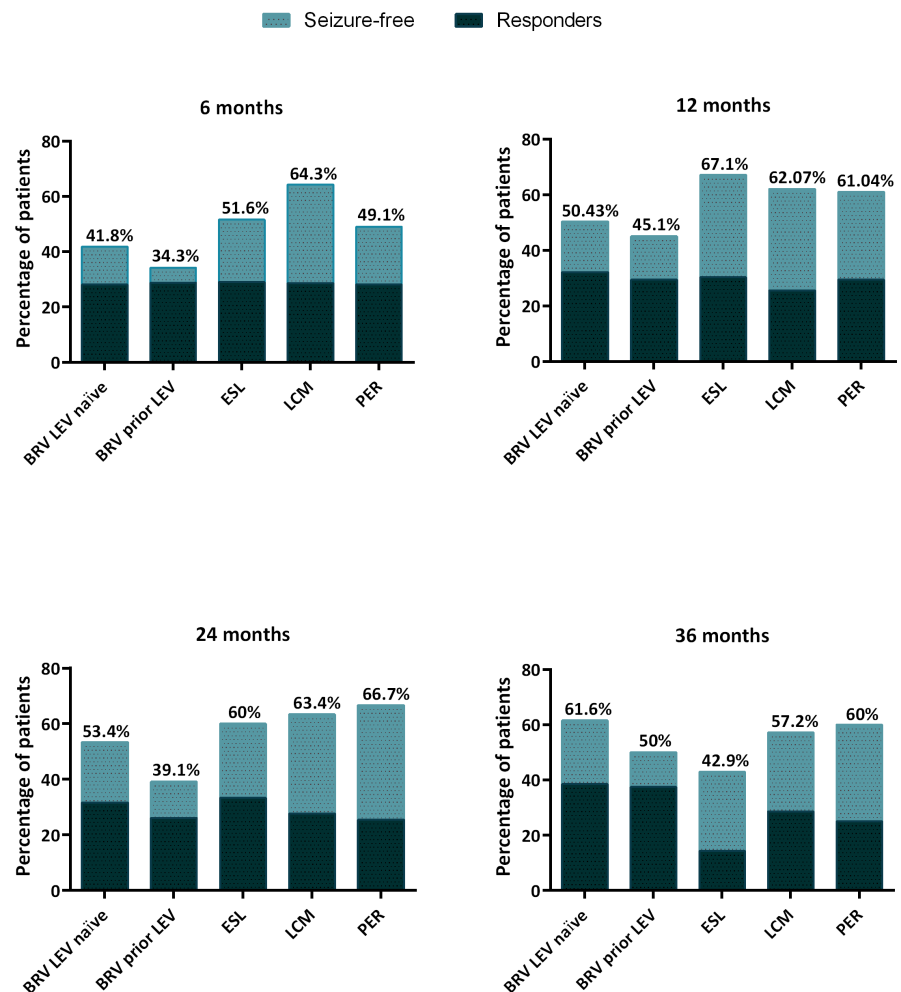 Seizure-free Responders
6 months
Percentage of patients
80
60
40
20
0
41.8%
34.3%
51.6%
64.3%
49.1%
BRV LEV naïve
BRV prior LEV
ESL
LCM
PER
12 months
Percentage of patients
80
60
40
20
0
50.43%
45.1%
67.1%
62.07%
61.04%
BRV LEV naïve
BRV prior LEV
ESL
LCM
PER
24 months
Percentage of patients
80
60
40
20
0
53.4%
39.1%
60%
63.4%
66.7%
BRV LEV naïve
BRV prior LEV
ESL
LCM
PER
36 months
Percentage of patients
80
60
40
20
0
61.6%
50%
42.9%
57.2%
60%
BRV LEV naïve
BRV prior LEV
ESL
LCM
PER